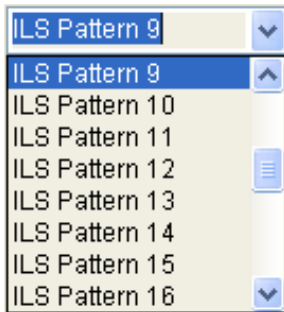 ILS Pattern 9
ILS Pattern 9
ILS Pattern 10
ILS Pattern 11
ILS Pattern 12
ILS Pattern 13
ILS Pattern 14
ILS Pattern 15
ILS Pattern 16